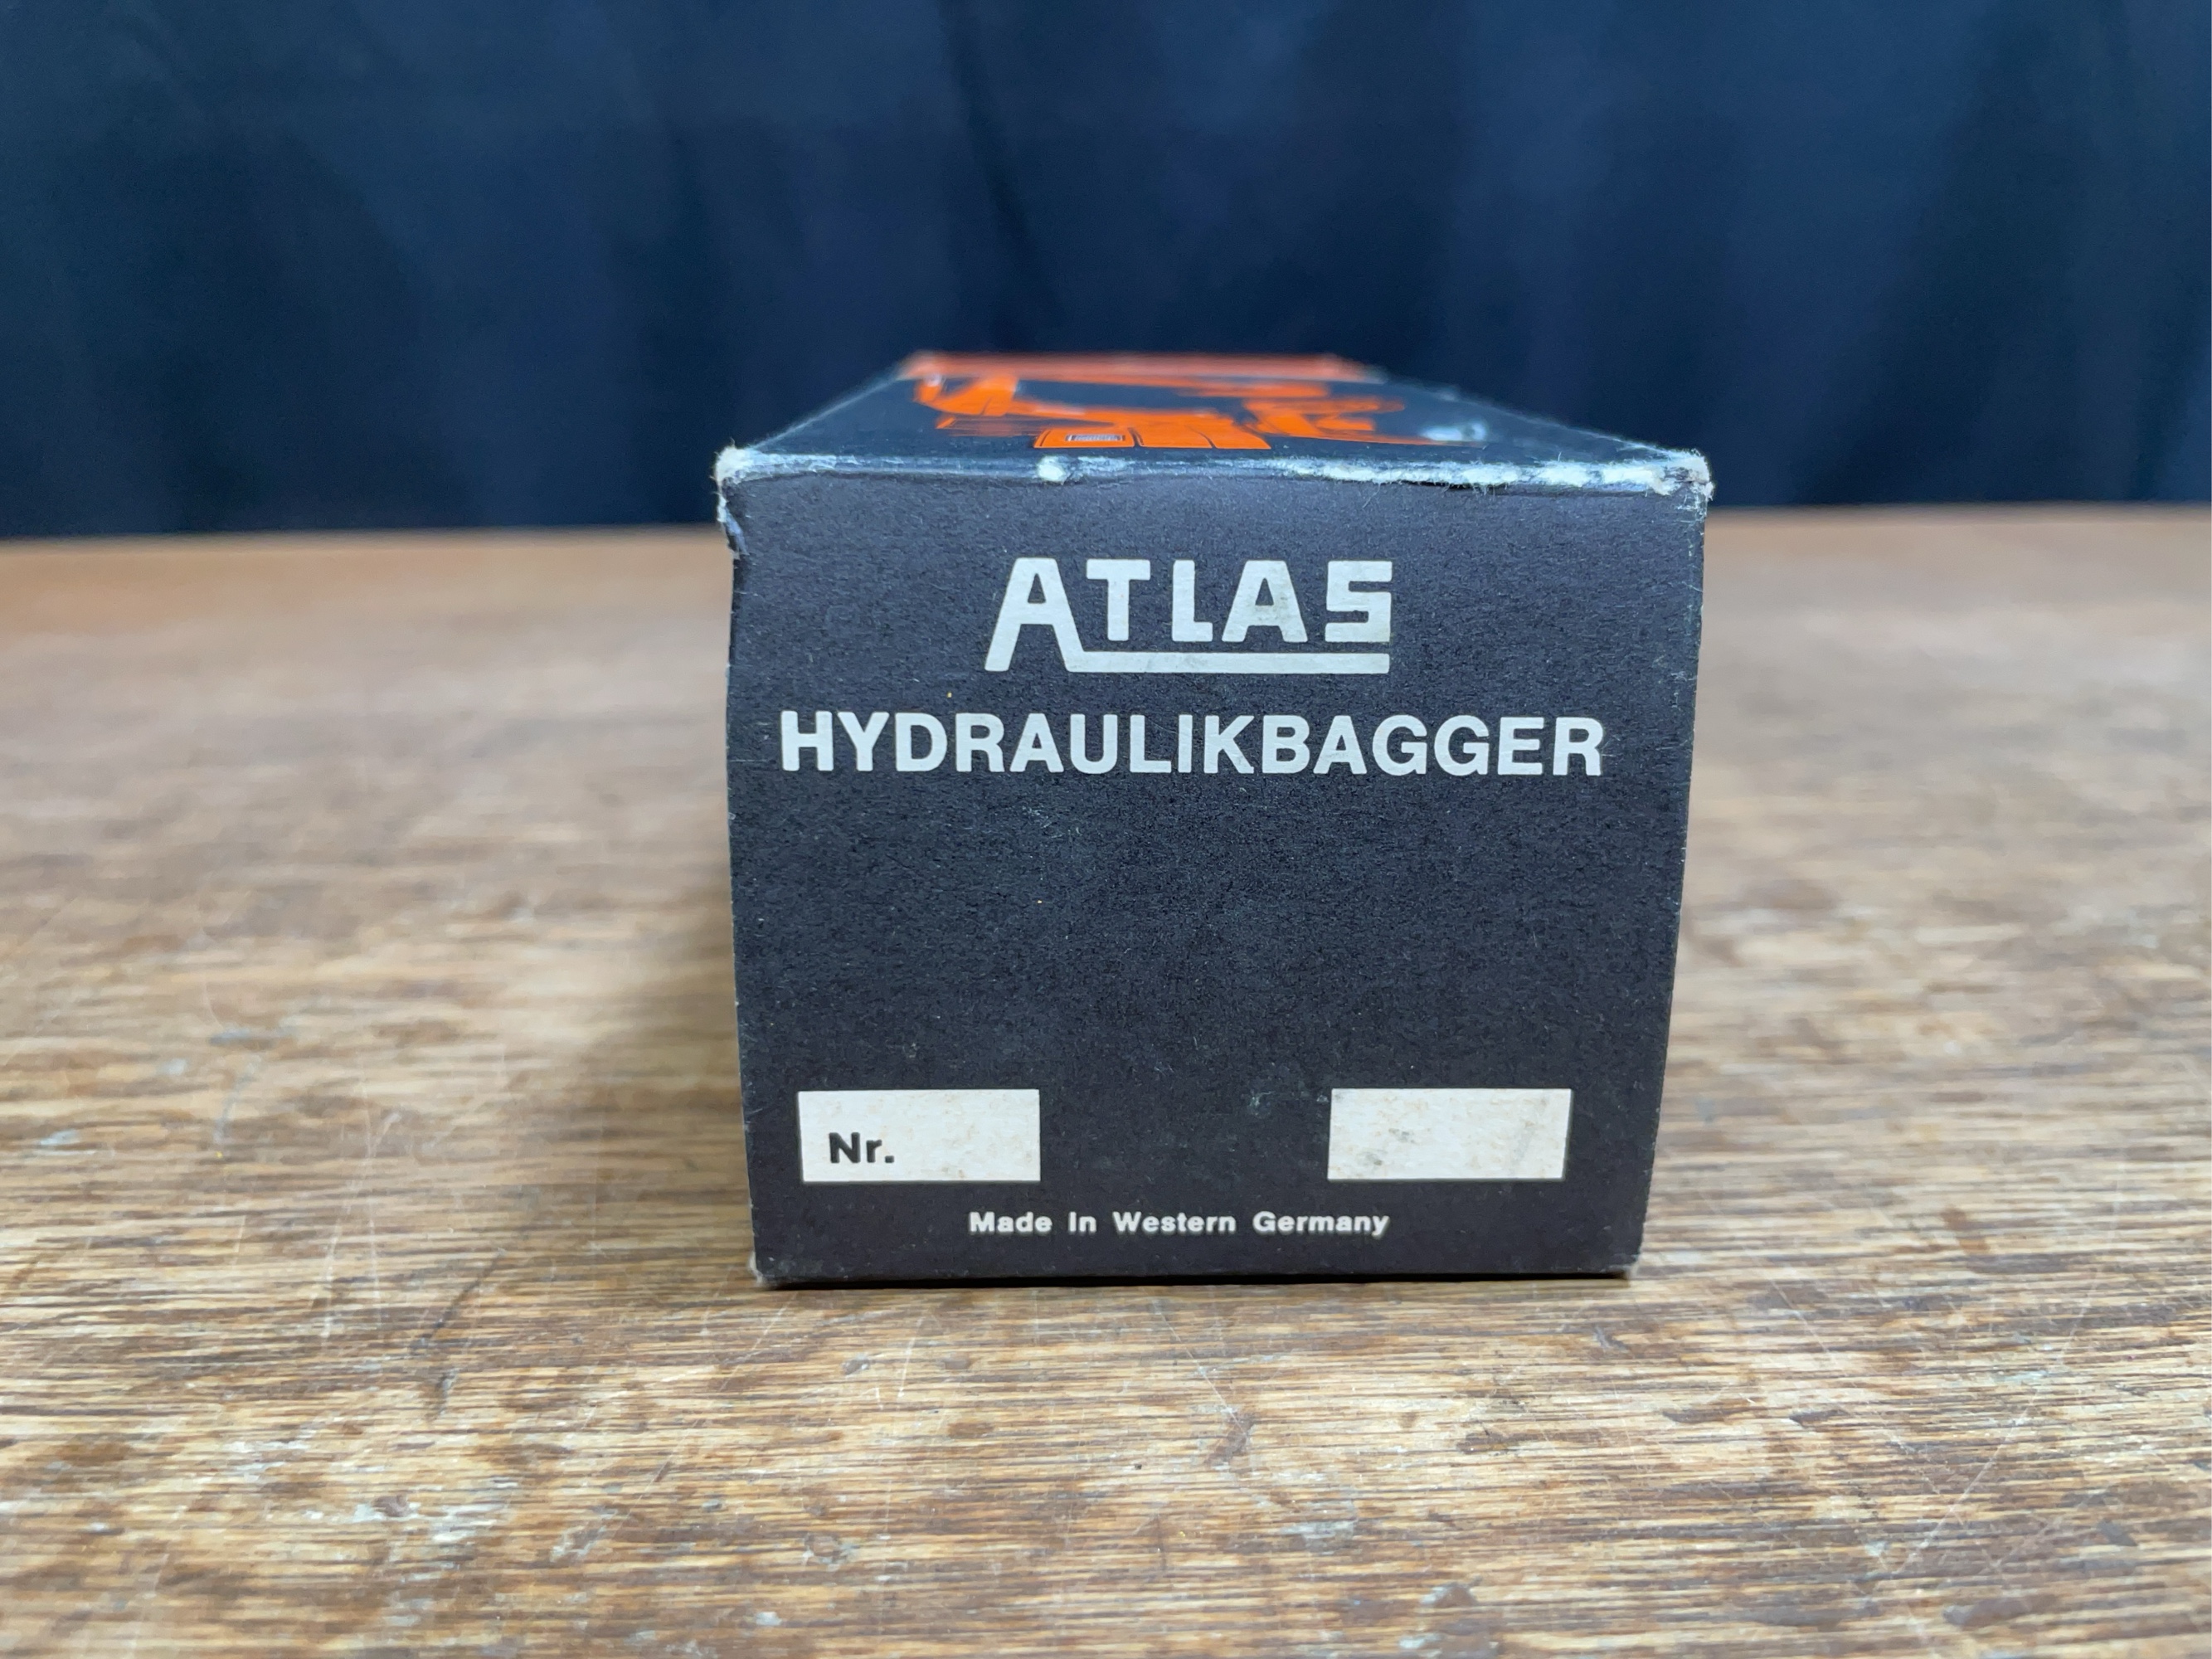 ATLAS
HYDRAULIKBAGGER
Nr.
Made In Western Germany